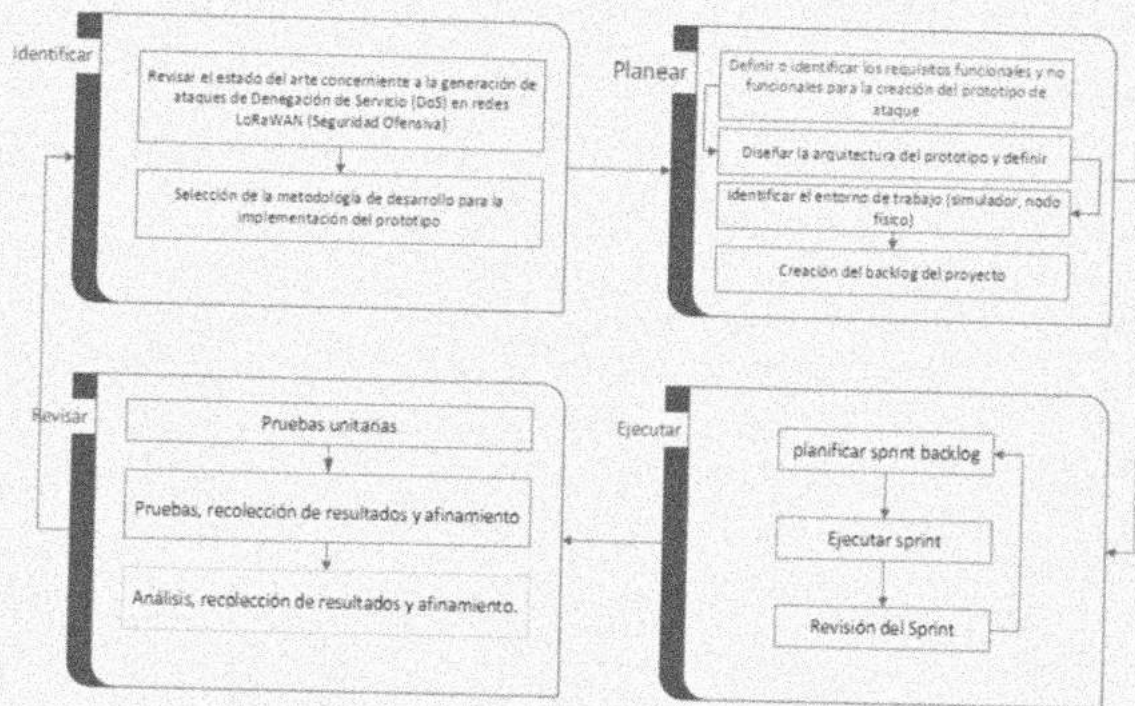 Identificar
Revisar el estado del arte concerniente a la generación de
ataques de Denegación de Servicio (DoS) en redes
LoRaWAN (Seguridad Ofensiva)
Selección de la metodología de desarrollo para la
implementación del prototipo
Planear
Definir o identificar los requisitos funcionales y no
funcionales para la creación del prototipo de
ataque
Diseñar la arquitectura del prototipo y definir
Identificar el entorno de trabajo (simulador, nodo
físico)
Creación del backlog del proyecto
Revisar
Pruebas unitarias
Pruebas, recolección de resultados y afinamiento
Análisis, recolección de resultados y afinamiento.
Ejecutar
planificar sprint backlog
Ejecutar sprint
Revisión del Sprint